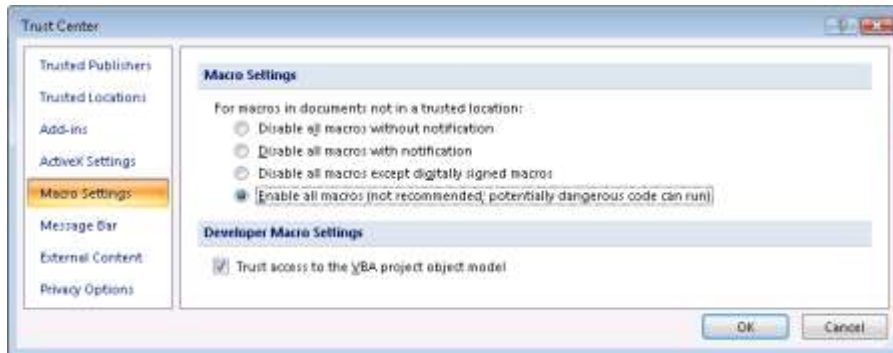 Trust Center
Trusted Publishers
Trusted Locations
Add-ins
ActiveX Settings
Macro Settings
Message Bar
External Content
Privacy Options
Macro Settings
For macros in documents not in a trusted location:
Disable all macros without notification
Disable all macros with notification
Disable all macros except digitally signed macros
Enable all macros (not recommended; potentially dangerous code can run)
Developer Macro Settings
Trust access to the VBA project object model
OK
Cancel